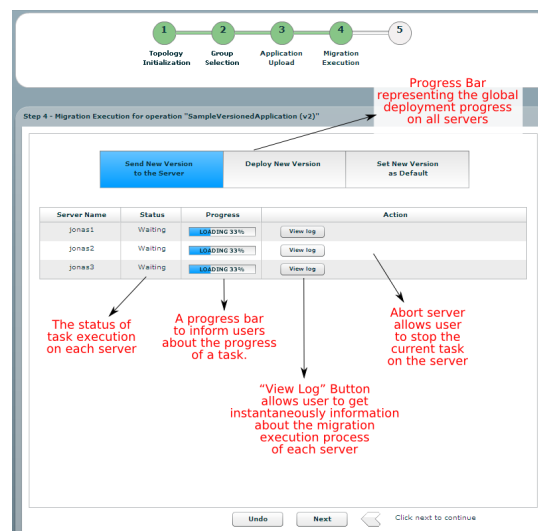 1 2 3 4 5
Topology Initialization
Group Selection
Application Upload
Migration Execution
Progress Bar
representing the global
deployment progress
on all servers
Step 4 - Migration Execution for operation "SampleVersionedApplication (v2)"
Send New Version
to the Server
Deploy New Version
Set New Version
as Default
Server Name Status Progress Action
jonas1 Waiting LOADING 33% View log
jonas2 Waiting LOADING 33% View log
jonas3 Waiting LOADING 33% View log
The status of
task execution
on each server
A progress bar
to inform users
about the progress
of a task.
Abort server
allows user
to stop the
current task
on the server
“View Log” Button
allows user to get
instantaneously information
about the migration
execution process
of each server
Undo Next Click next to continue